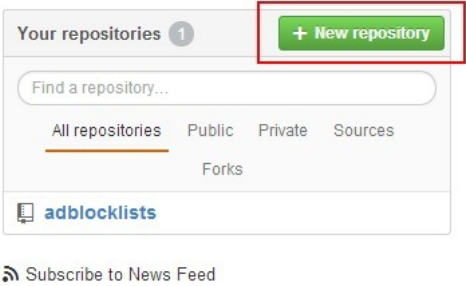 Your repositories 1 + New repository
Find a repository...
All repositories Public Private Sources
Forks
adblocklists
Subscribe to News Feed